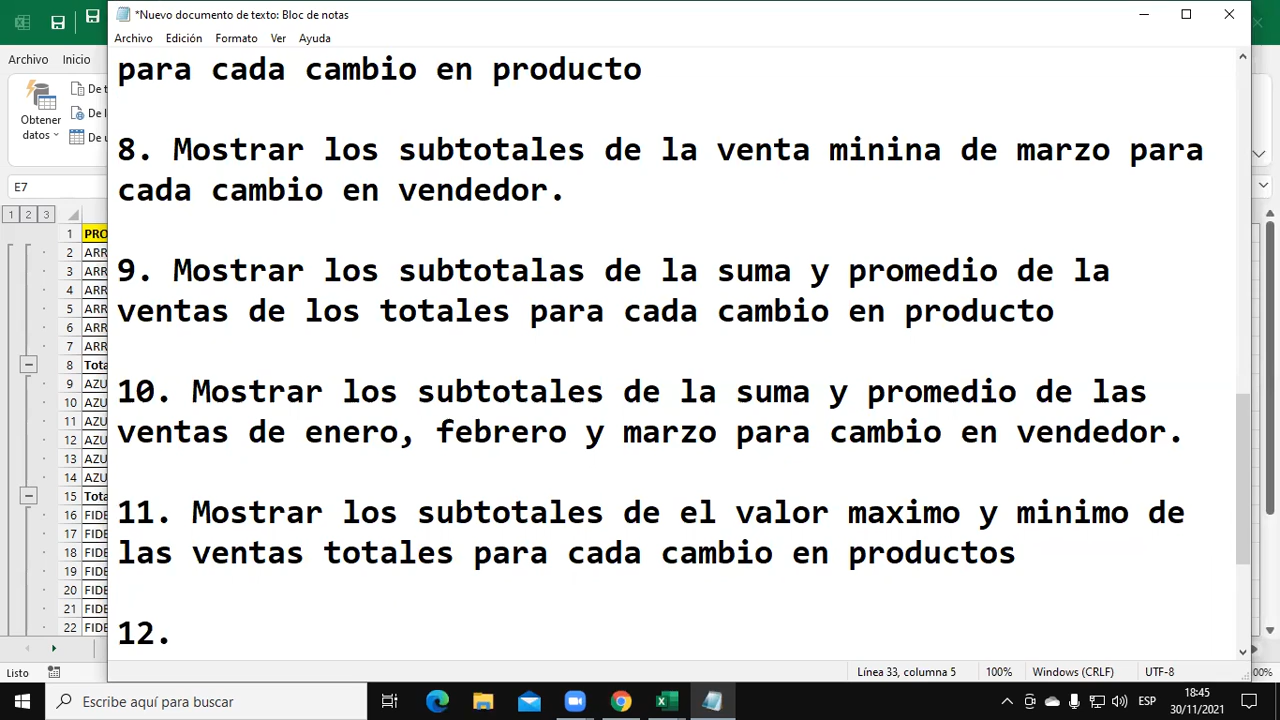 *Nuevo documento de texto: Bloc de notas
Archivo Edición Formato Ver Ayuda
para cada cambio en producto
8. Mostrar los subtotales de la venta minina de marzo para
cada cambio en vendedor.
9. Mostrar los subtotalas de la suma y promedio de la
ventas de los totales para cada cambio en producto
10. Mostrar los subtotales de la suma y promedio de las
ventas de enero, febrero y marzo para cambio en vendedor.
11. Mostrar los subtotales de el valor maximo y minimo de
las ventas totales para cada cambio en productos
12.
Línea 33, columna 5 100% Windows (CRLF) UTF-8
Archivo Inicio
Obtener
datos
De t
De l
De u
E7
1 2 3
1 PRO
2 ARR
3 ARR
4 ARR
5 ARR
6 ARR
7 ARR
8 Tota
9 AZU
10 AZU
11 AZU
12 AZU
13 AZU
14 AZU
15 Tota
16 FIDE
17 FIDE
18 FIDE
19 FIDE
20 FIDE
21 FIDE
22 FIDE
Listo
00%
Escribe aquí para buscar
ESP
18:45
30/11/2021